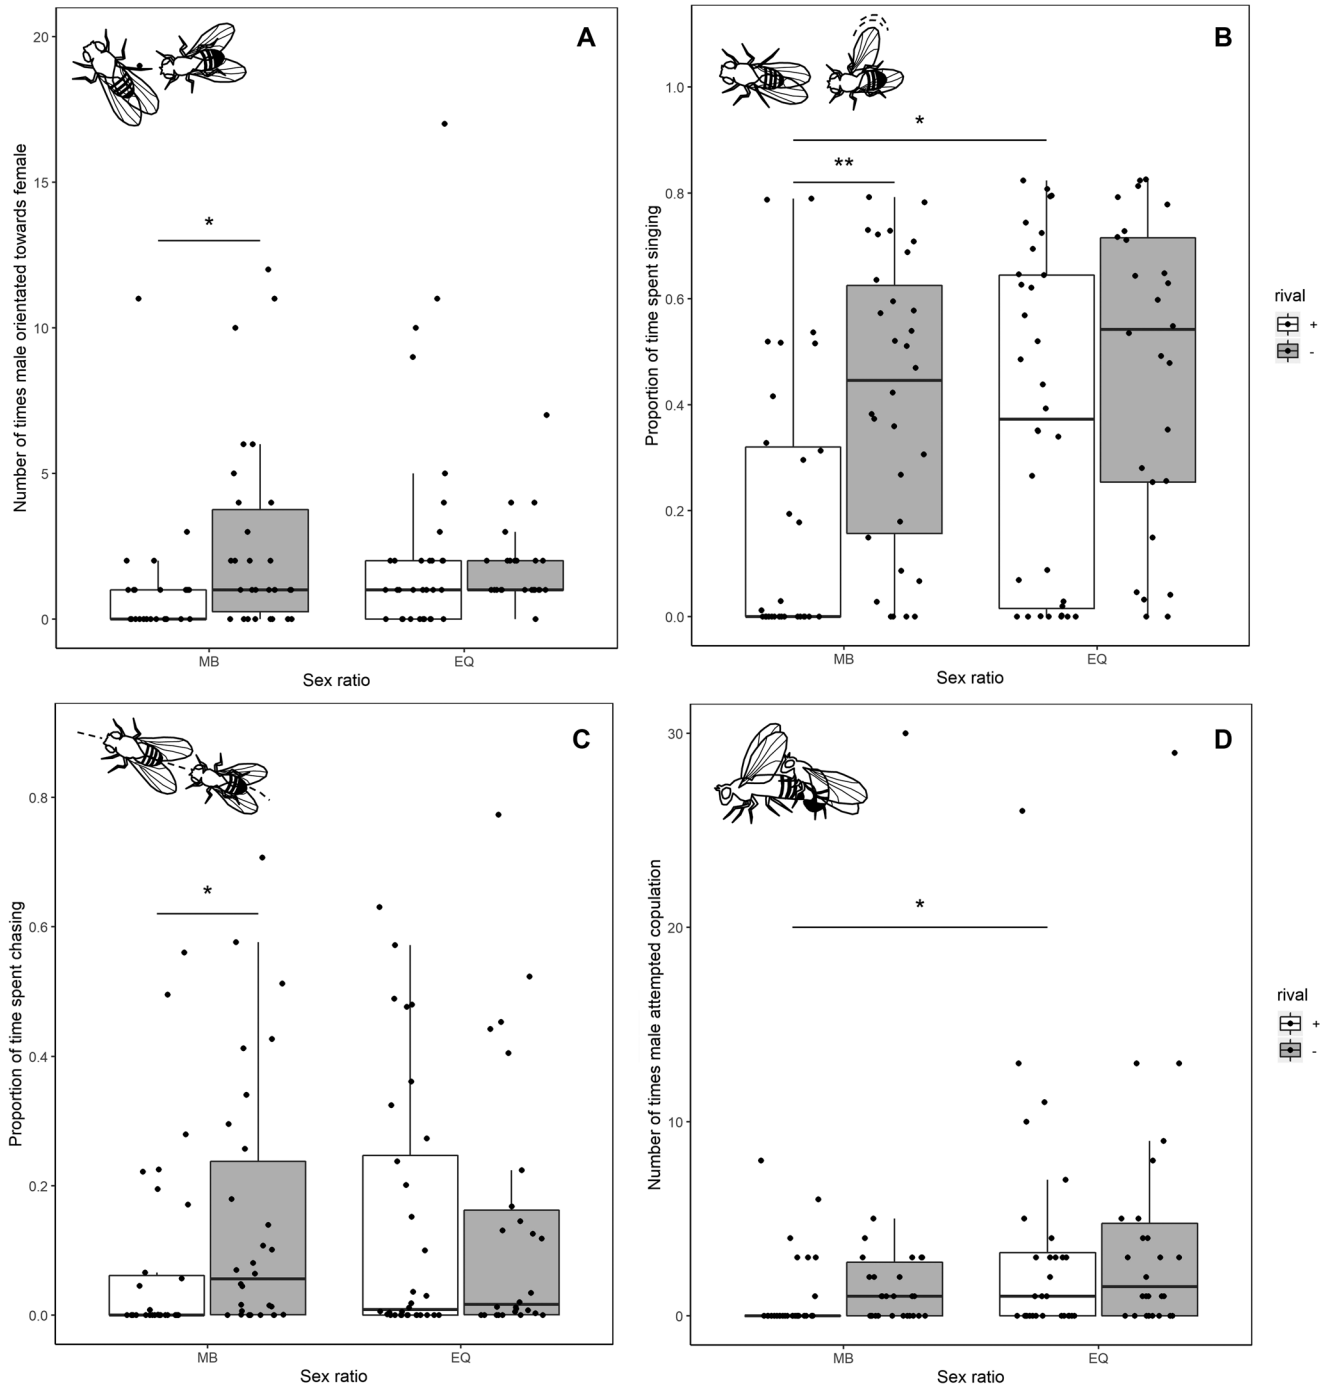 A
Number of times male orientated towards female
20
15
10
5
0
*
MB
EQ
Sex ratio
B
Proportion of time spent singing
1.0
0.8
0.6
0.4
0.2
0.0
*
**
MB
EQ
Sex ratio
rival
+
-
C
Proportion of time spent chasing
0.8
0.6
0.4
0.2
0.0
*
MB
EQ
Sex ratio
D
Number of times male attempted copulation
30
20
10
0
*
MB
EQ
Sex ratio
rival
+
-